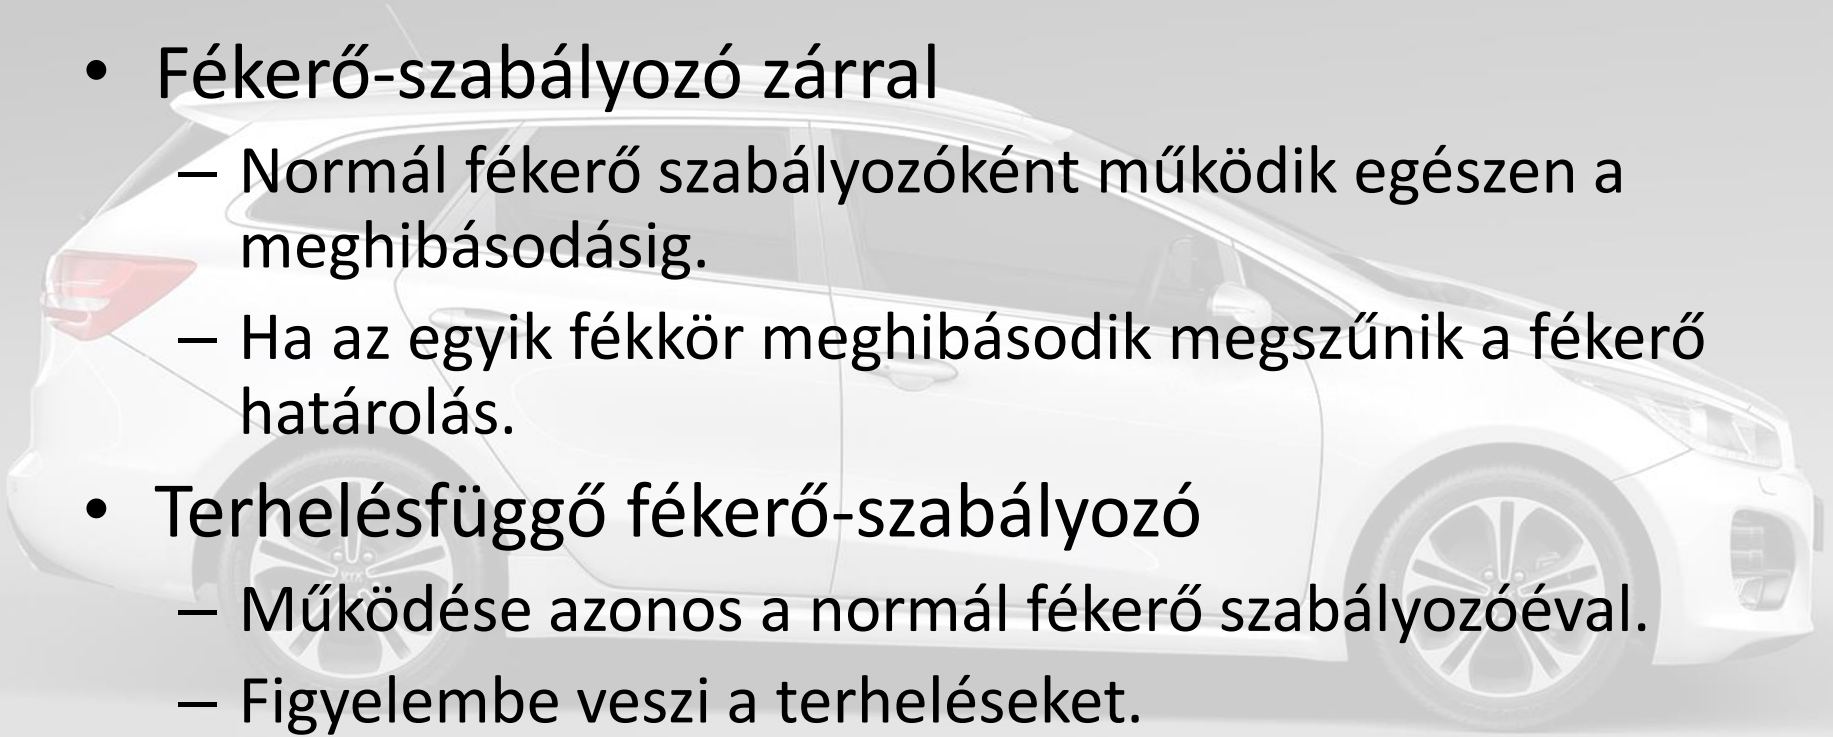 • Fékerő-szabályozó zárral
– Normál fékerő szabályozóként működik egészen a
meghibásodásig.
– Ha az egyik fékkör meghibásodik megszűnik a fékerő
határolás.
• Terhelésfüggő fékerő-szabályozó
– Működése azonos a normál fékerő szabályozóéval.
– Figyelembe veszi a terheléseket.